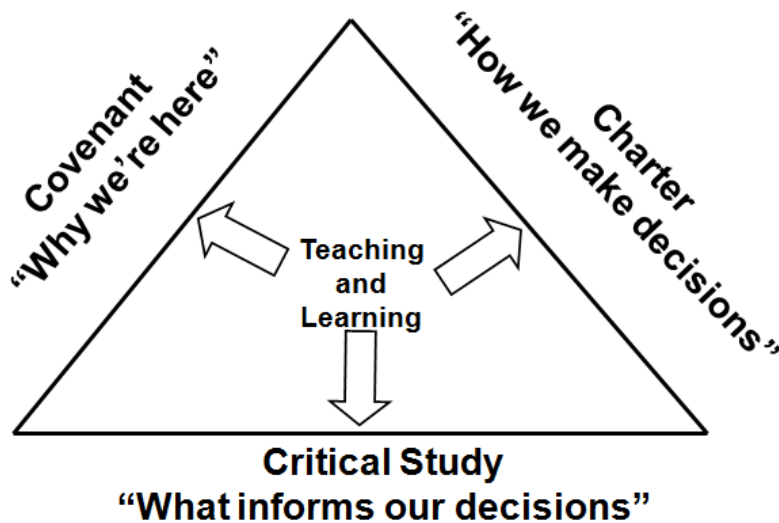 Covenant
“Why we’re here”
Charter
“How we make decisions”
Teaching
and
Learning
Critical Study
“What informs our decisions”